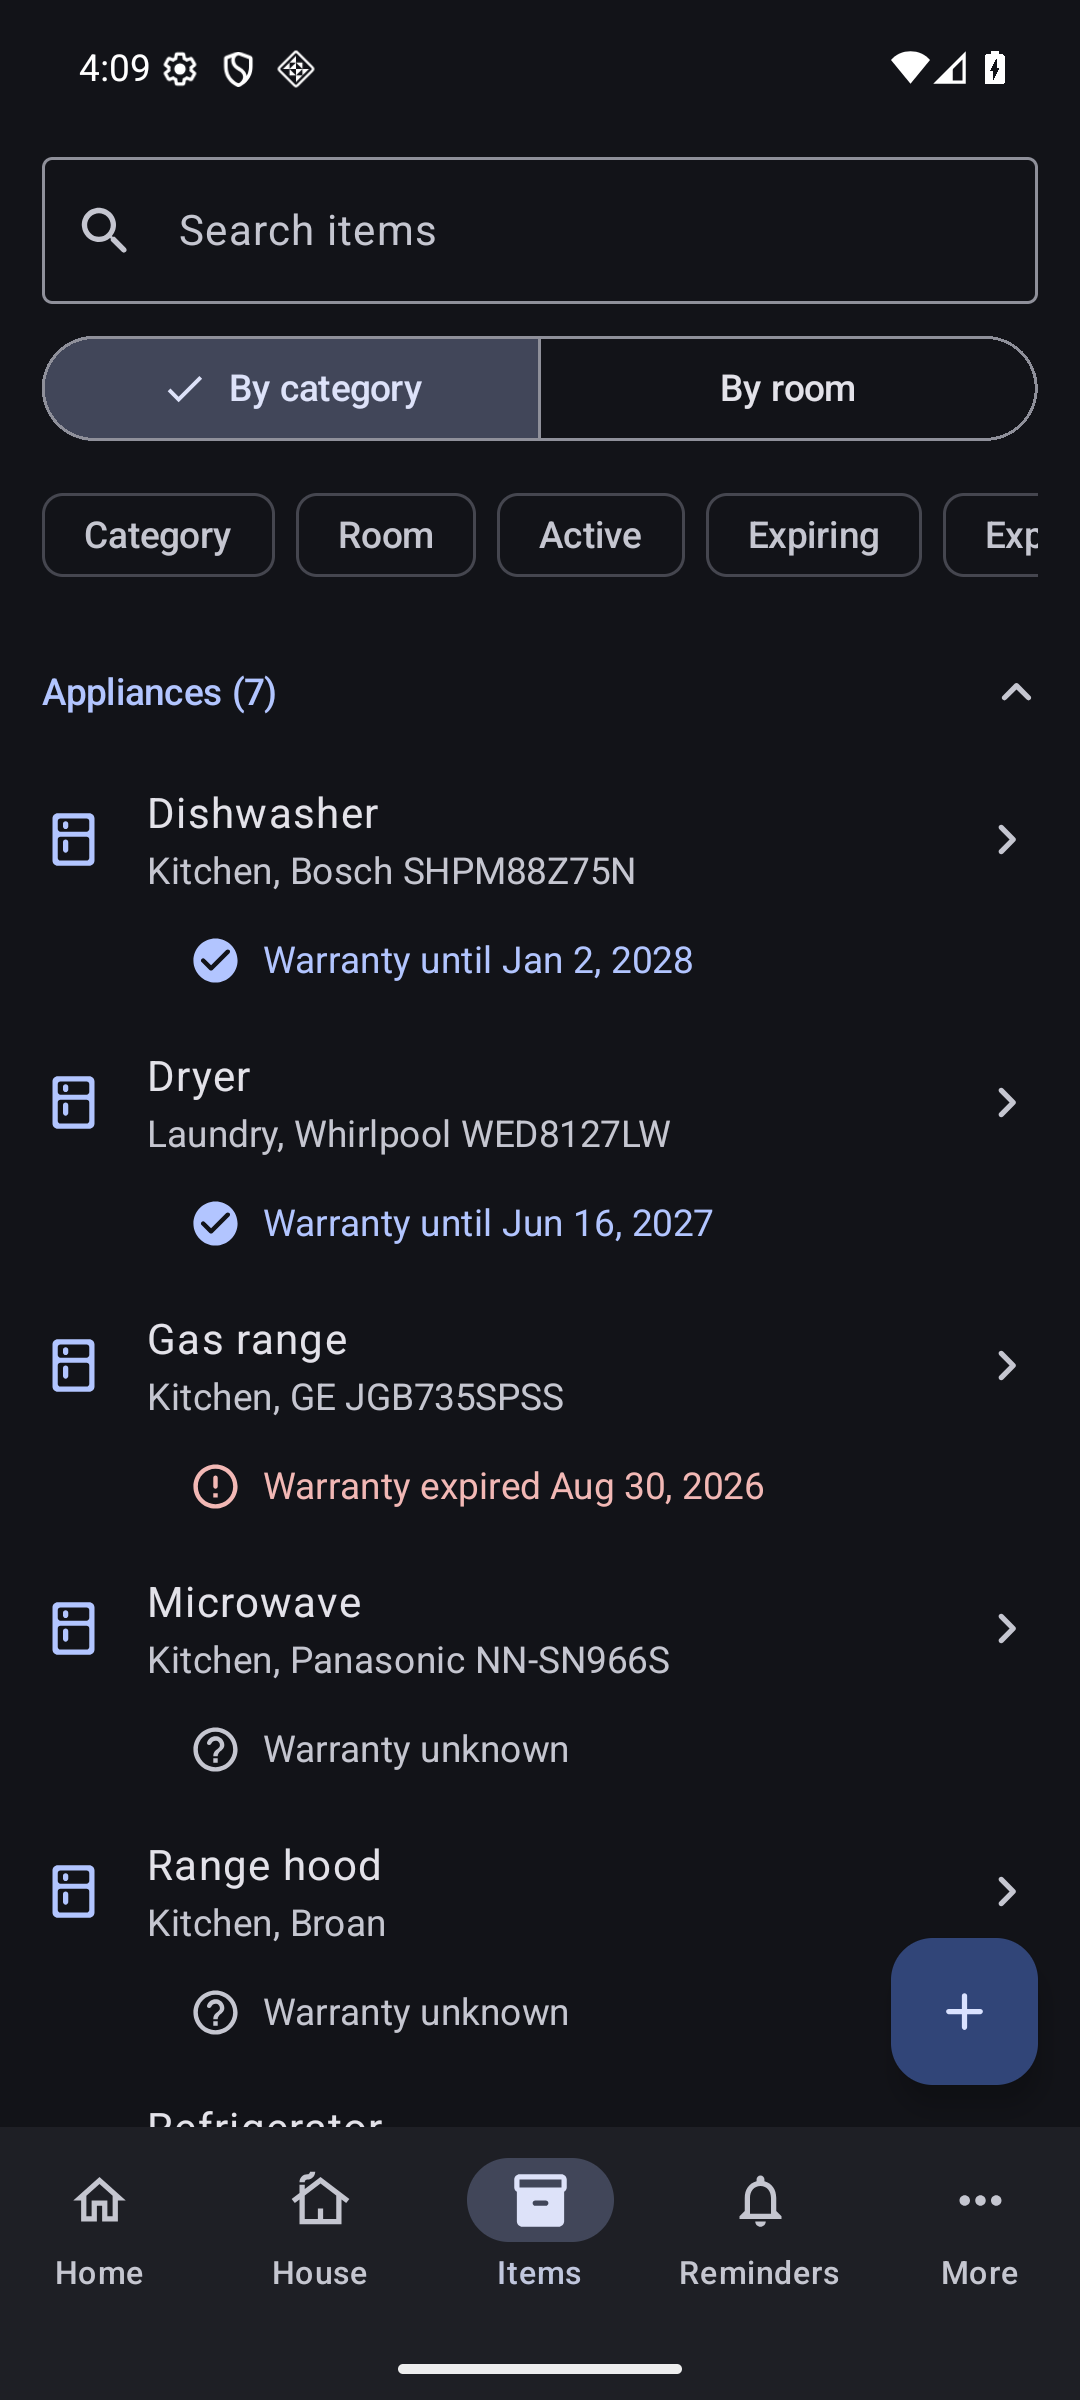 4:09
Search items
By category
By room
Category
Room
Active
Expiring
Exp
Appliances (7)
Dishwasher
Kitchen, Bosch SHPM88Z75N
Warranty until Jan 2, 2028
Dryer
Laundry, Whirlpool WED8127LW
Warranty until Jun 16, 2027
Gas range
Kitchen, GE JGB735SPSS
Warranty expired Aug 30, 2026
Microwave
Kitchen, Panasonic NN-SN966S
Warranty unknown
Range hood
Kitchen, Broan
Warranty unknown
Refrigerator
Home
House
Items
Reminders
More